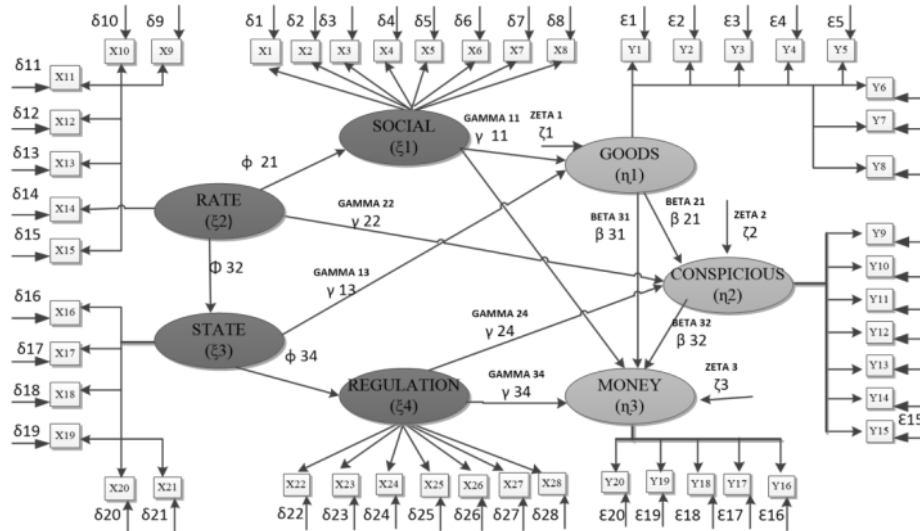 δ10 δ9 δ1 δ2 δ3 δ4 δ5 δ6 δ7 δ8 ε1 ε2 ε3 ε4 ε5
X10 X9 X1 X2 X3 X4 X5 X6 X7 X8 Y1 Y2 Y3 Y4 Y5
δ11 X11 Y6
δ12 X12 Y7
δ13 X13 Y8
δ14 X14
δ15 X15
SOCIAL
(ξ1)
GAMMA 11
γ 11
ZETA 1
ζ1
GOODS
(η1)
ϕ 21
RATE
(ξ2)
GAMMA 22
γ 22
BETA 31
β 31
BETA 21
β 21
ZETA 2
ζ2
Y9
Y10
Y11
Y12
Y13
Y14
Y15
ε15
Φ 32
GAMMA 13
γ 13
CONSPICIOUS
(η2)
δ16 X16
δ17 X17
δ18 X18
δ19 X19
STATE
(ξ3)
GAMMA 24
γ 24
BETA 32
β 32
ϕ 34
REGULATION
(ξ4)
GAMMA 34
γ 34
MONEY
(η3)
ZETA 3
ζ3
X20 X21 X22 X23 X24 X25 X26 X27 X28 Y20 Y19 Y18 Y17 Y16
δ20 δ21 δ22 δ23 δ24 δ25 δ26 δ27 δ28 ε20 ε19 ε18 ε17 ε16